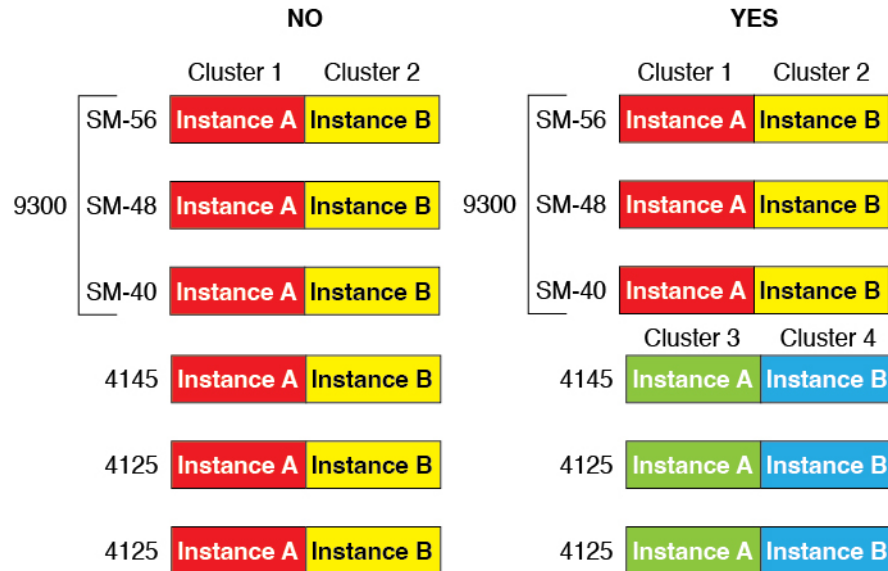 NO YES
Cluster 1 Cluster 2 Cluster 1 Cluster 2
SM-56 Instance A Instance B SM-56 Instance A Instance B
9300 SM-48 Instance A Instance B 9300 SM-48 Instance A Instance B
SM-40 Instance A Instance B SM-40 Instance A Instance B
Cluster 3 Cluster 4
4145 Instance A Instance B 4145 Instance A Instance B
4125 Instance A Instance B 4125 Instance A Instance B
4125 Instance A Instance B 4125 Instance A Instance B